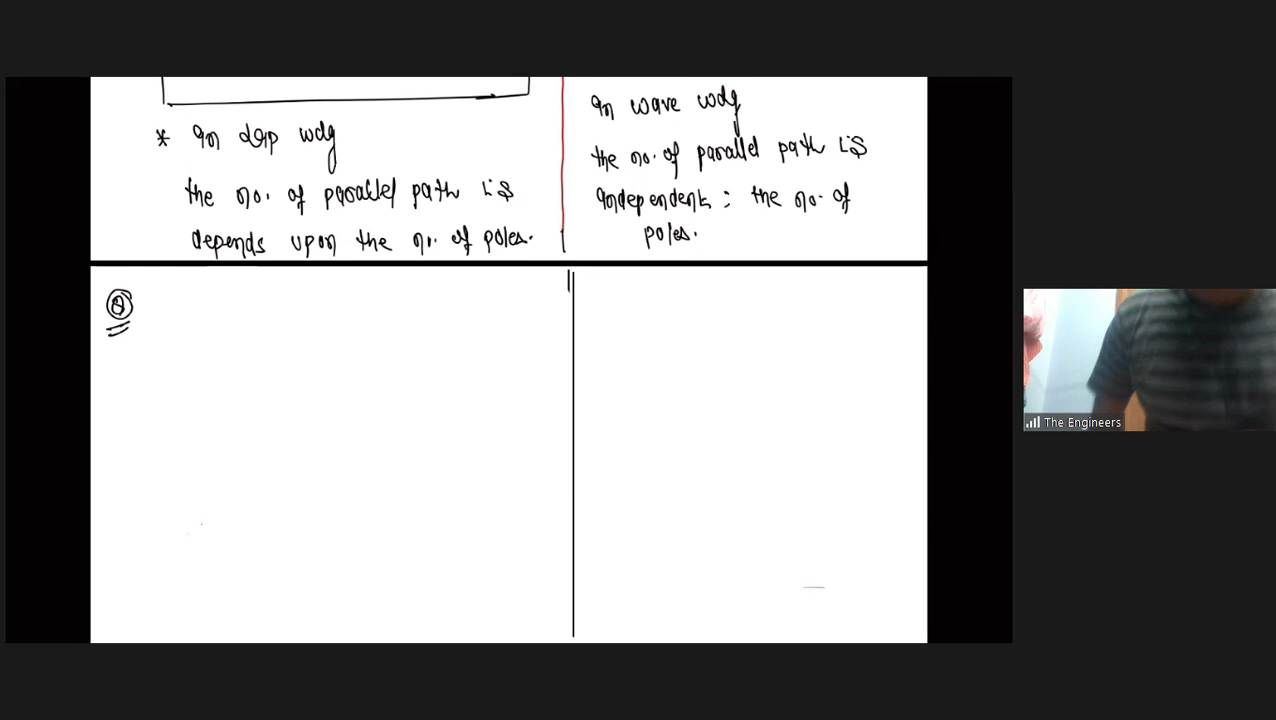 * In Lap wdg
the no. of parallel path is
depends upon the no. of poles.
In wave wdg
the no. of parallel path is
independent : the no. of
poles.
Q
The Engineers